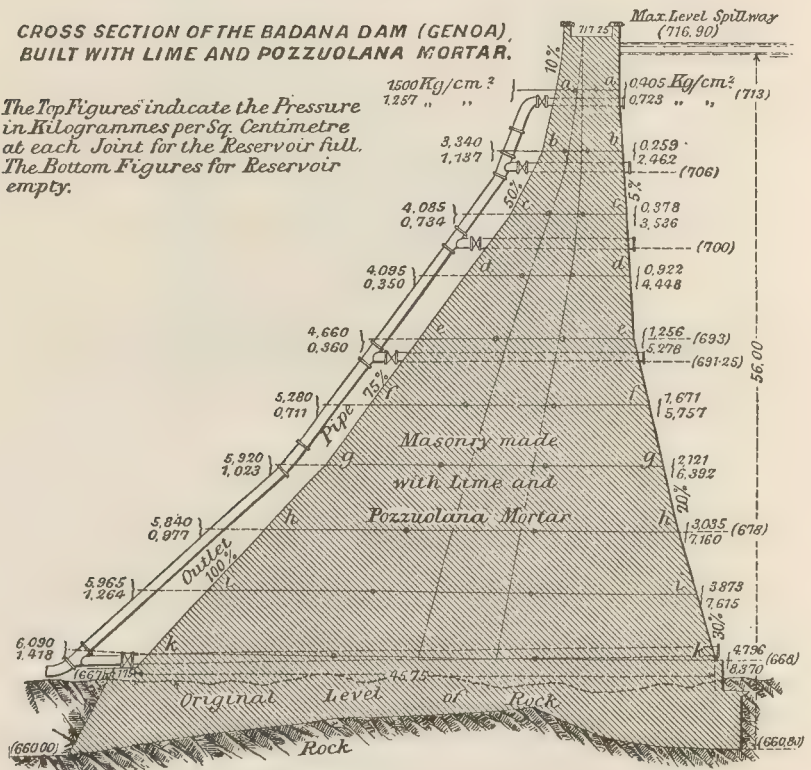 CROSS SECTION OF THE BADANA DAM (GENOA),
BUILT WITH LIME AND POZZUOLANA MORTAR.
The Top Figures indicate the Pressure
in Kilogrammes per Sq. Centimetre
at each Joint for the Reservoir full.
The Bottom Figures for Reservoir
empty.
717·25
Max. Level Spillway
(716,90)
10%
1500 Kg/cm²
1,257 „ „
a
a
0,405 Kg/cm²
0,723 „ „
(713)
3,340
1,137
b
b
0,259
2,462
(706)
50%
5%
4,085
0,734
c
c
0,378
3,536
(700)
4,095
0,350
d
d
0,922
4,448
4,660
0,360
e
e
1,256
5,278
(693)
(691·25)
56,00
75%
Pipe
5,280
0,711
f
f
1,671
5,757
Masonry made
with Lime and
Pozzuolana Mortar
5,920
1,023
g
g
2,121
6,392
20%
5,840
0,977
h
h
3,035
7,160
(678)
Outlet
100%
5,965
1,264
i
i
3,873
7,615
30%
6,090
1,418
k
k
4,796
8,370
(668)
45,75
Original Level of Rock
Rock
(660,00)
(660,80)